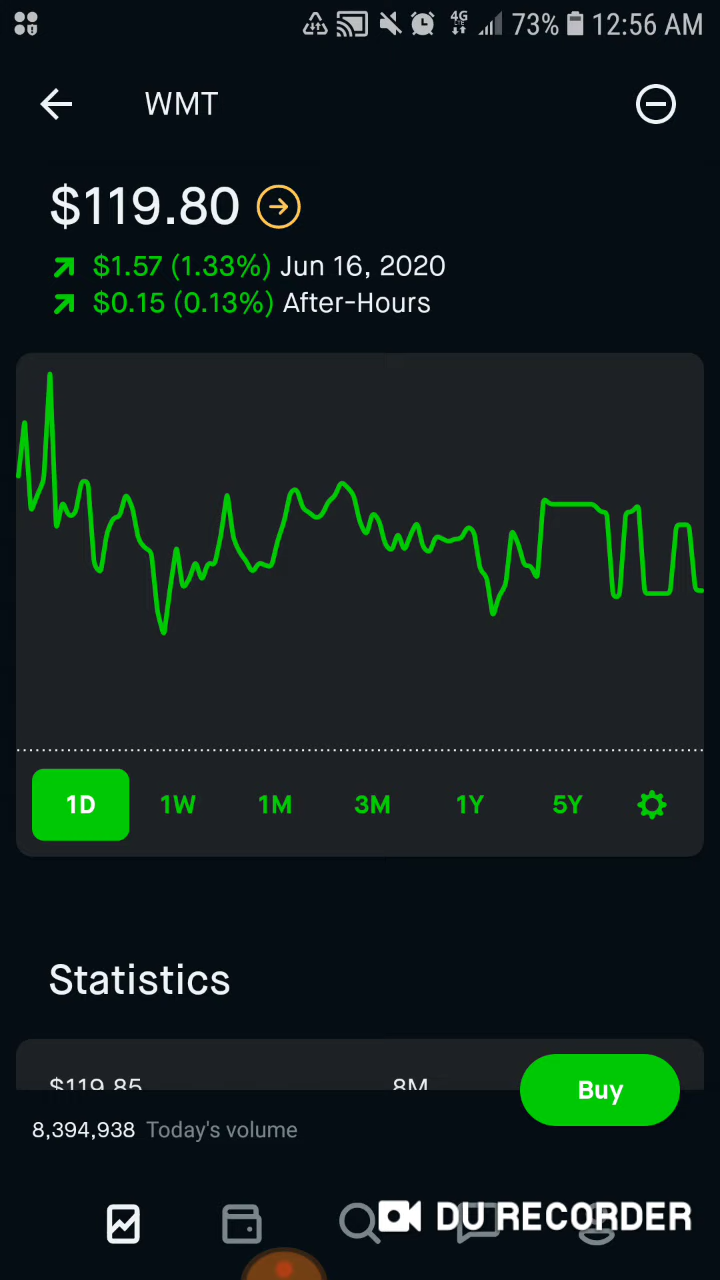 4G LTE 73% 12:56 AM
WMT
$119.80
$1.57 (1.33%) Jun 16, 2020
$0.15 (0.13%) After-Hours
1D 1W 1M 3M 1Y 5Y
Statistics
$119.85 8M
Buy
8,394,938 Today's volume
DU RECORDER